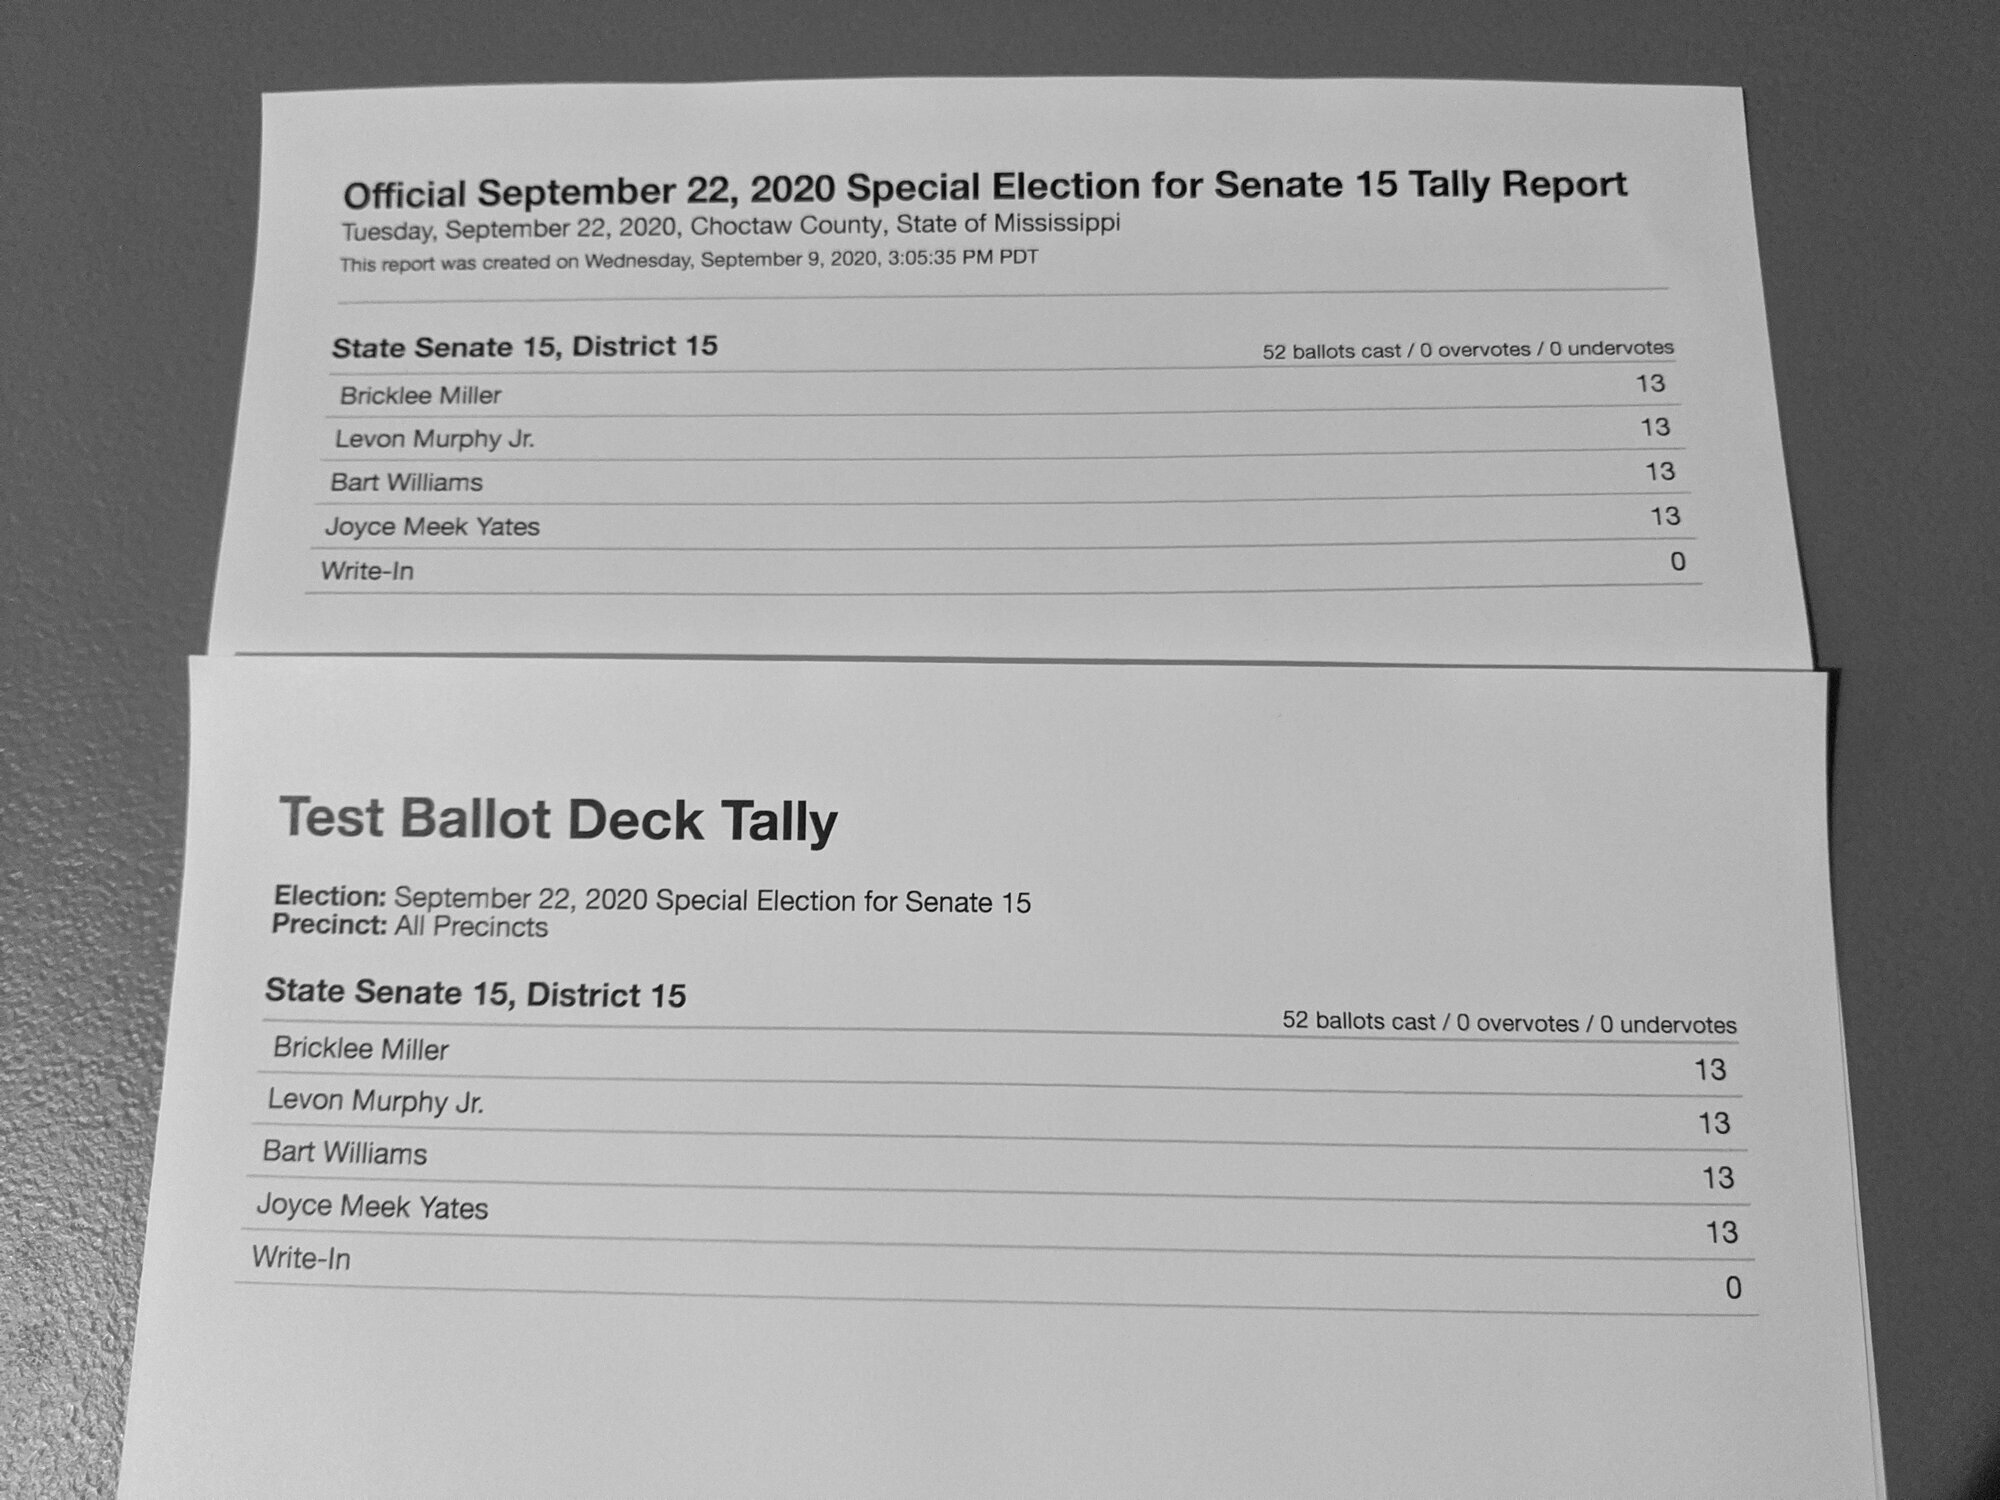 Official September 22, 2020 Special Election for Senate 15 Tally Report
Tuesday, September 22, 2020, Choctaw County, State of Mississippi
This report was created on Wednesday, September 9, 2020, 3:05:35 PM PDT
State Senate 15, District 15 52 ballots cast / 0 overvotes / 0 undervotes
Bricklee Miller 13
Levon Murphy Jr. 13
Bart Williams 13
Joyce Meek Yates 13
Write-In 0
Test Ballot Deck Tally
Election: September 22, 2020 Special Election for Senate 15
Precinct: All Precincts
State Senate 15, District 15 52 ballots cast / 0 overvotes / 0 undervotes
Bricklee Miller 13
Levon Murphy Jr. 13
Bart Williams 13
Joyce Meek Yates 13
Write-In 0